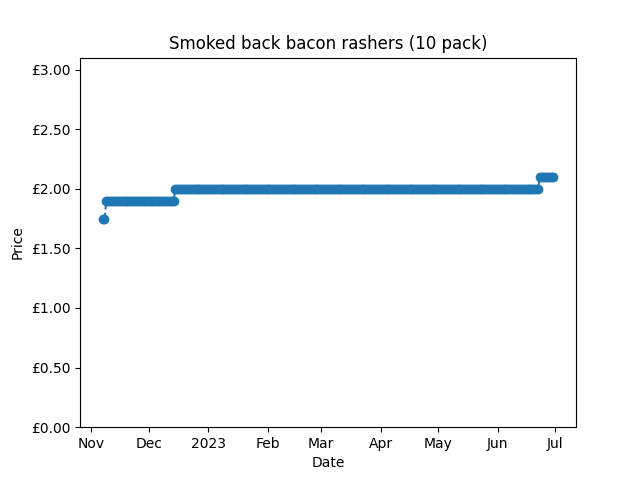 Smoked back bacon rashers (10 pack)
£3.00
£2.50
£2.00
£1.50
£1.00
£0.50
£0.00
Price
Nov Dec 2023 Feb Mar Apr May Jun Jul
Date